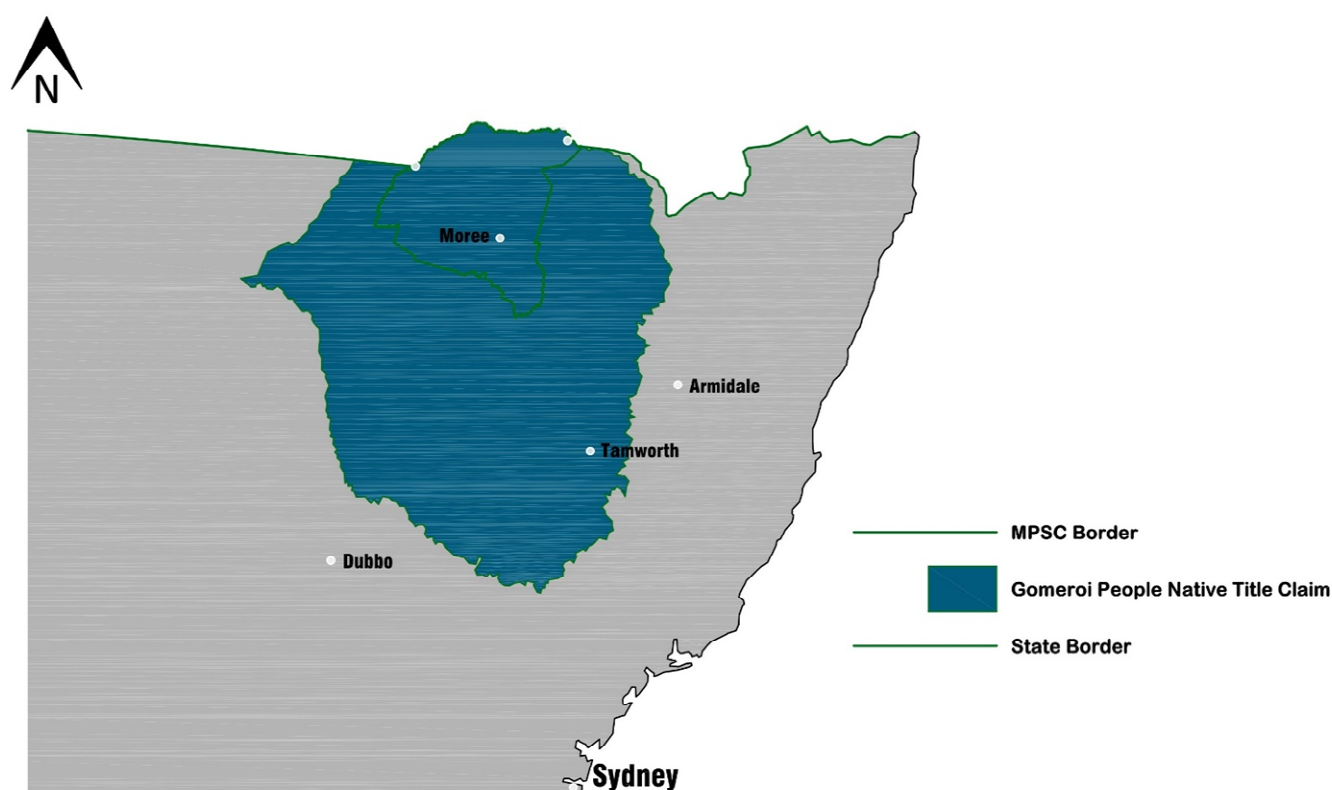 N
Moree
Armidale
Tamworth
Dubbo
MPSC Border
Gomeroi People Native Title Claim
State Border
Sydney